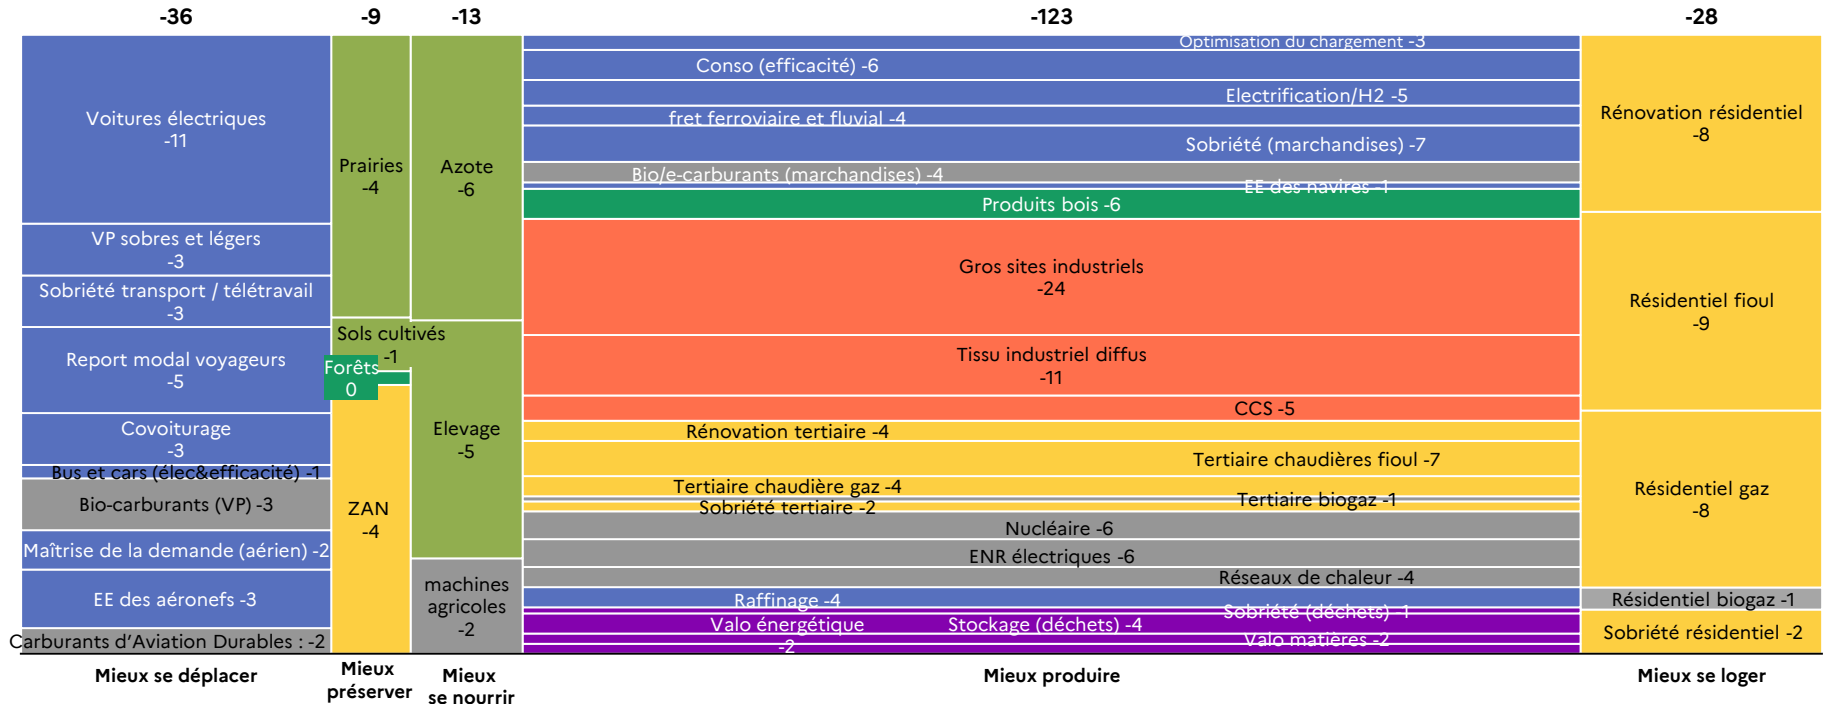 -36
-9
-13
-123
-28
Voitures électriques
-11
VP sobres et légers
-3
Sobriété transport / télétravail
-3
Report modal voyageurs
-5
Covoiturage
-3
Bus et cars (élec&efficacité) -1
Bio-carburants (VP) -3
Maîtrise de la demande (aérien) -2
EE des aéronefs -3
Carburants d’Aviation Durables : -2
Prairies
-4
Sols cultivés
-1
Forêts
0
ZAN
-4
Azote
-6
Elevage
-5
machines
agricoles
-2
Optimisation du chargement -3
Conso (efficacité) -6
Electrification/H2 -5
fret ferroviaire et fluvial -4
Sobriété (marchandises) -7
Bio/e-carburants (marchandises) -4
EE des navires -1
Produits bois -6
Gros sites industriels
-24
Tissu industriel diffus
-11
CCS -5
Rénovation tertiaire -4
Tertiaire chaudières fioul -7
Tertiaire chaudière gaz -4
Tertiaire biogaz -1
Sobriété tertiaire -2
Nucléaire -6
ENR électriques -6
Réseaux de chaleur -4
Raffinage -4
Sobriété (déchets) -1
Valo énergétique
-2
Stockage (déchets) -4
Valo matières -2
Rénovation résidentiel
-8
Résidentiel fioul
-9
Résidentiel gaz
-8
Résidentiel biogaz -1
Sobriété résidentiel -2
Mieux se déplacer
Mieux
préserver
Mieux
se nourrir
Mieux produire
Mieux se loger